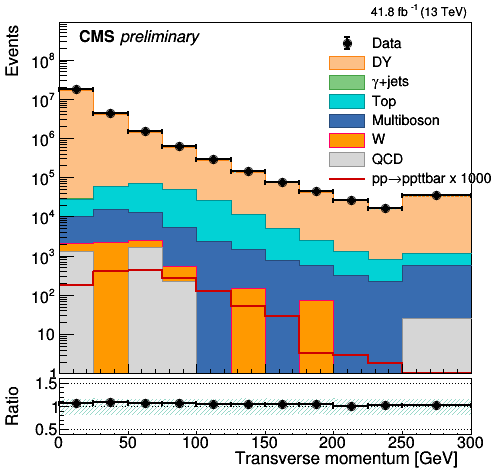 41.8 fb⁻¹ (13 TeV)
CMS preliminary
Events
10⁸
10⁷
10⁶
10⁵
10⁴
10³
10²
10
1
Data
DY
γ+jets
Top
Multiboson
W
QCD
pp→ppttbar x 1000
Ratio
1.5
1
0.5
0 50 100 150 200 250 300
Transverse momentum [GeV]